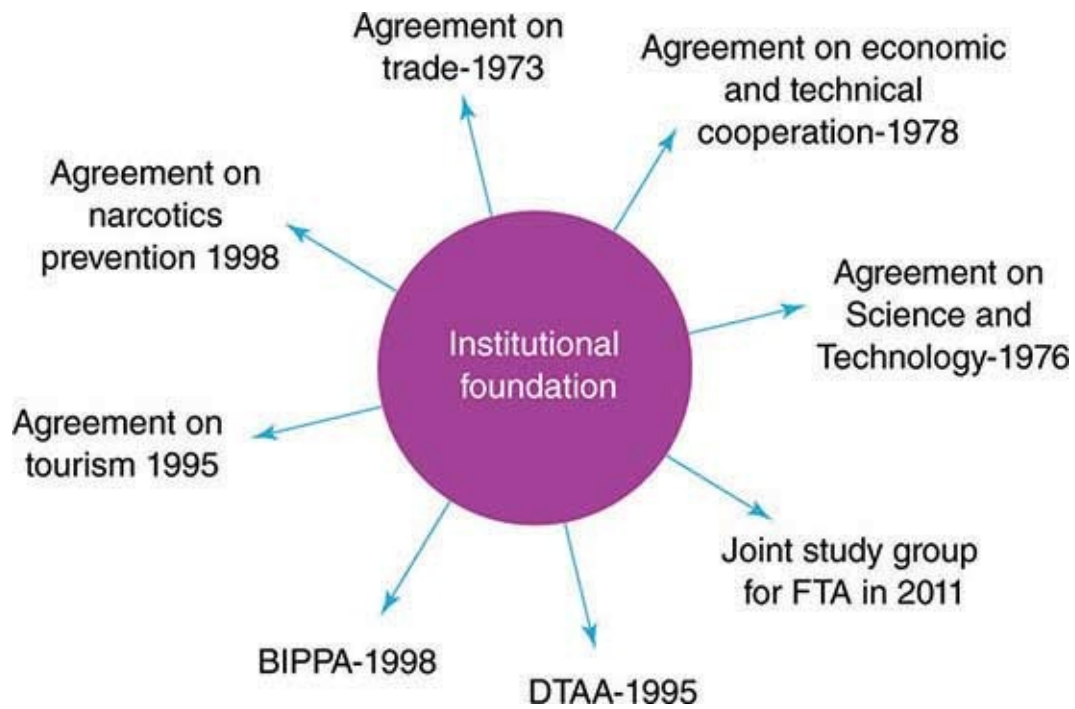 Agreement on
trade-1973
Agreement on economic
and technical
cooperation-1978
Agreement on
narcotics
prevention 1998
Agreement on
Science and
Technology-1976
Institutional
foundation
Agreement on
tourism 1995
Joint study group
for FTA in 2011
BIPPA-1998
DTAA-1995